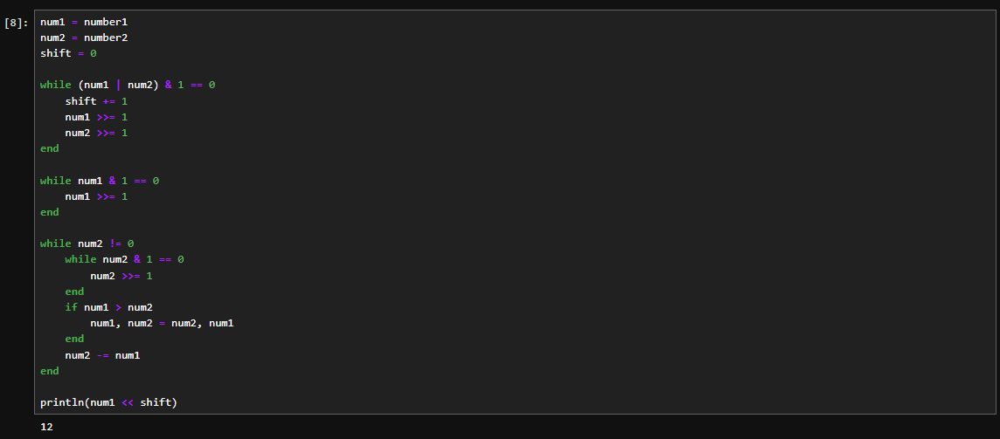 [8]:
num1 = number1
num2 = number2
shift = 0
while (num1 | num2) & 1 == 0
    shift += 1
    num1 >>= 1
    num2 >>= 1
end
while num1 & 1 == 0
    num1 >>= 1
end
while num2 != 0
    while num2 & 1 == 0
        num2 >>= 1
    end
    if num1 > num2
        num1, num2 = num2, num1
    end
    num2 -= num1
end
println(num1 << shift)
12